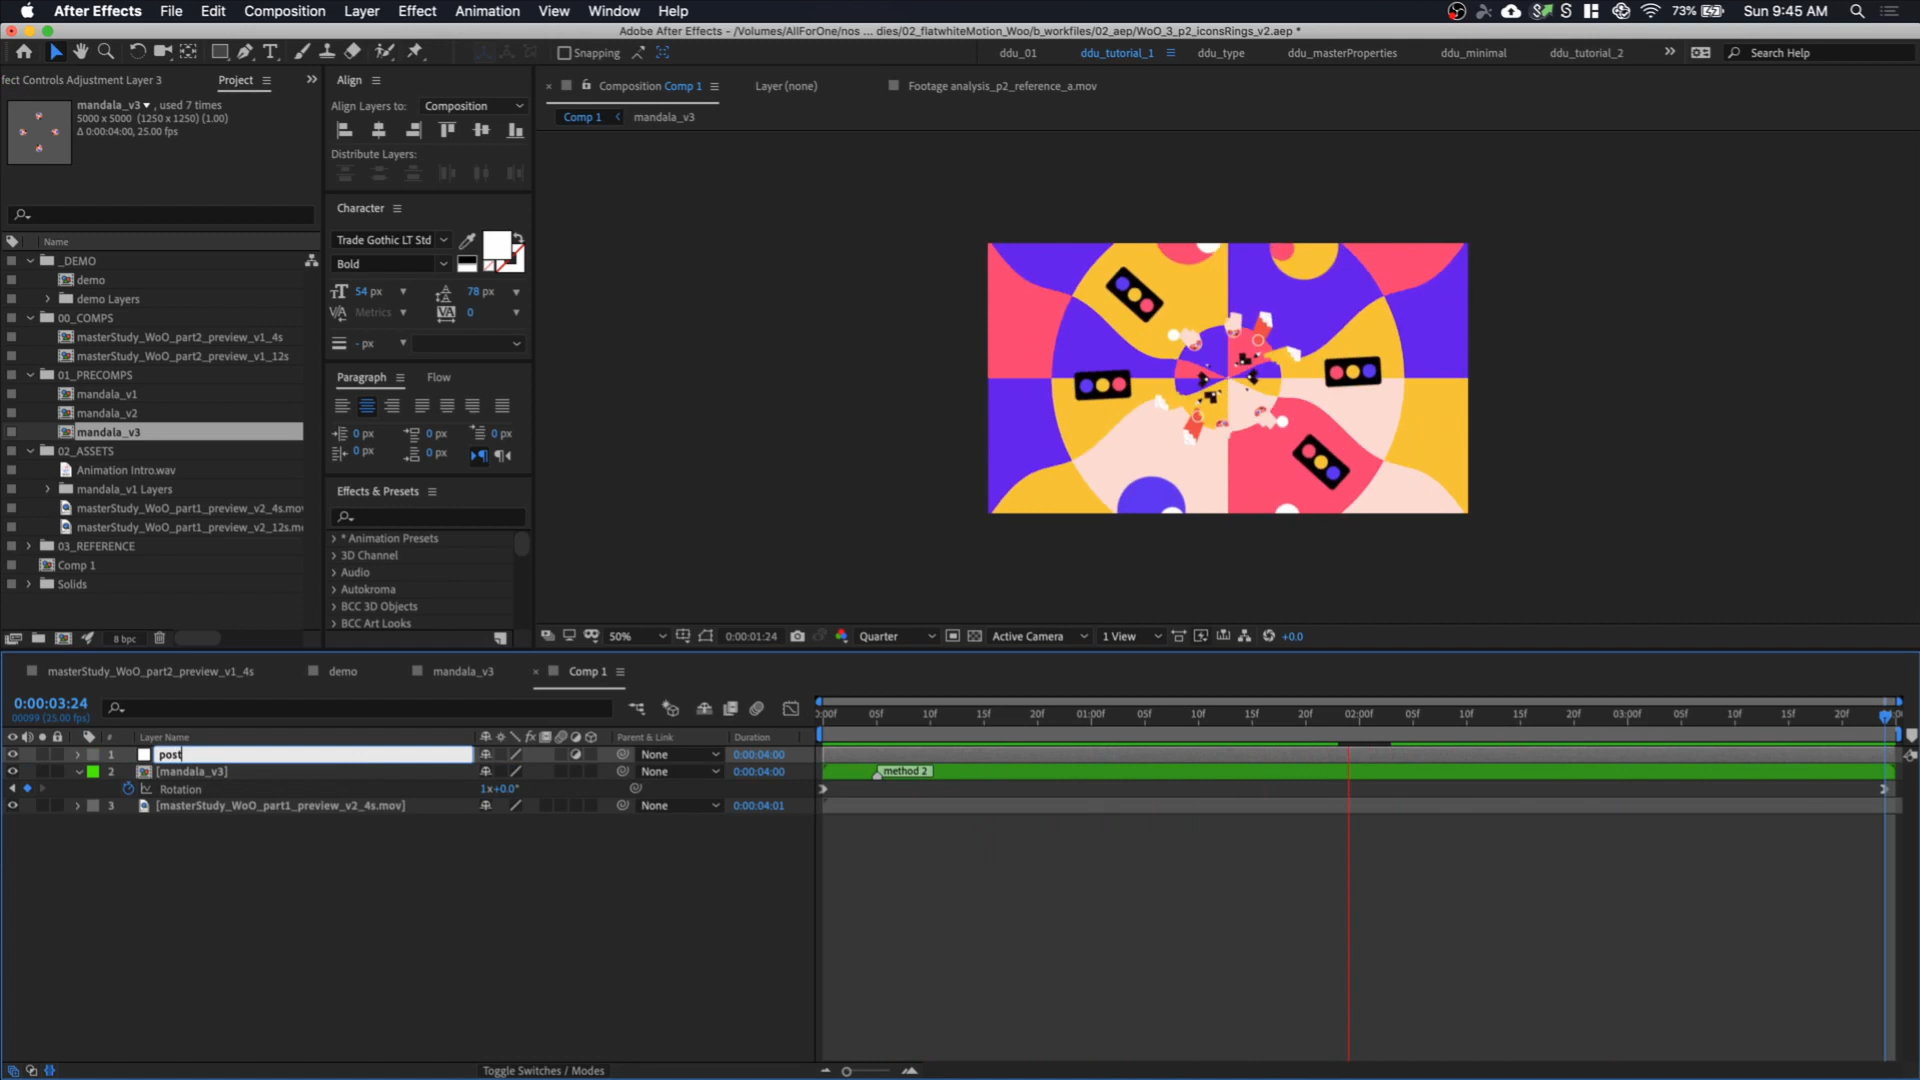 After Effects File Edit Composition Layer Effect Animation View Window Help 73% Sun 9:45 AM
Adobe After Effects - /Volumes/AllForOne/nos ... dies/02_flatwhiteMotion_Woo/b_workfiles/02_aep/WoO_3_p2_iconsRings_v2.aep *
Snapping ddu_01 ddu_tutorial_1 ddu_type ddu_masterProperties ddu_minimal ddu_tutorial_2 Search Help
fect Controls Adjustment Layer 3 Project
mandala_v3, used 7 times
5000 x 5000 (1250 x 1250) (1.00)
Δ 0:00:04:00, 25.00 fps
Name
_DEMO
demo
demo Layers
00_COMPS
masterStudy_WoO_part2_preview_v1_4s
masterStudy_WoO_part2_preview_v1_12s
01_PRECOMPS
mandala_v1
mandala_v2
mandala_v3
02_ASSETS
Animation Intro.wav
mandala_v1 Layers
masterStudy_WoO_part1_preview_v2_4s.mov
masterStudy_WoO_part1_preview_v2_12s.mo
03_REFERENCE
Comp 1
Solids
8 bpc
Align
Align Layers to: Composition
Distribute Layers:
Character
Trade Gothic LT Std
Bold
54 px 78 px
Metrics 0
- px
Paragraph Flow
0 px 0 px 0 px
0 px 0 px
Effects & Presets
* Animation Presets
3D Channel
Audio
Autokroma
BCC 3D Objects
BCC Art Looks
Composition Comp 1 Layer (none) Footage analysis_p2_reference_a.mov
Comp 1 mandala_v3
50% 0:00:01:24 Quarter Active Camera 1 View +0.0
masterStudy_WoO_part2_preview_v1_4s demo mandala_v3 Comp 1
0:00:03:24
00099 (25.00 fps)
:00f 05f 10f 15f 20f 01:00f 05f 10f 15f 20f 02:00f 05f 10f 15f 20f 03:00f 05f 10f 15f 20f
# Layer Name Parent & Link Duration
1 post None 0:00:04:00
2 [mandala_v3] None 0:00:04:00 method 2
Rotation 1x+0.0°
3 [masterStudy_WoO_part1_preview_v2_4s.mov] None 0:00:04:01
Toggle Switches / Modes